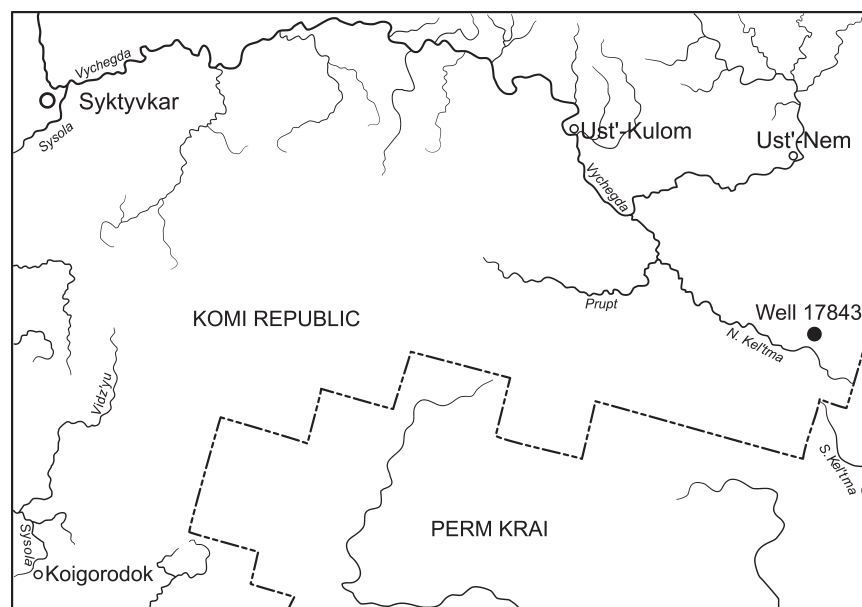 Vychegda
Syktyvkar
Sysola
Ust'-Kulom
Ust'-Nem
Vychegda
Prupt
Well 17843
KOMI REPUBLIC
N. Kel'tma
Vidz'yu
S. Kel'tma
PERM KRAI
Sysola
Koigorodok